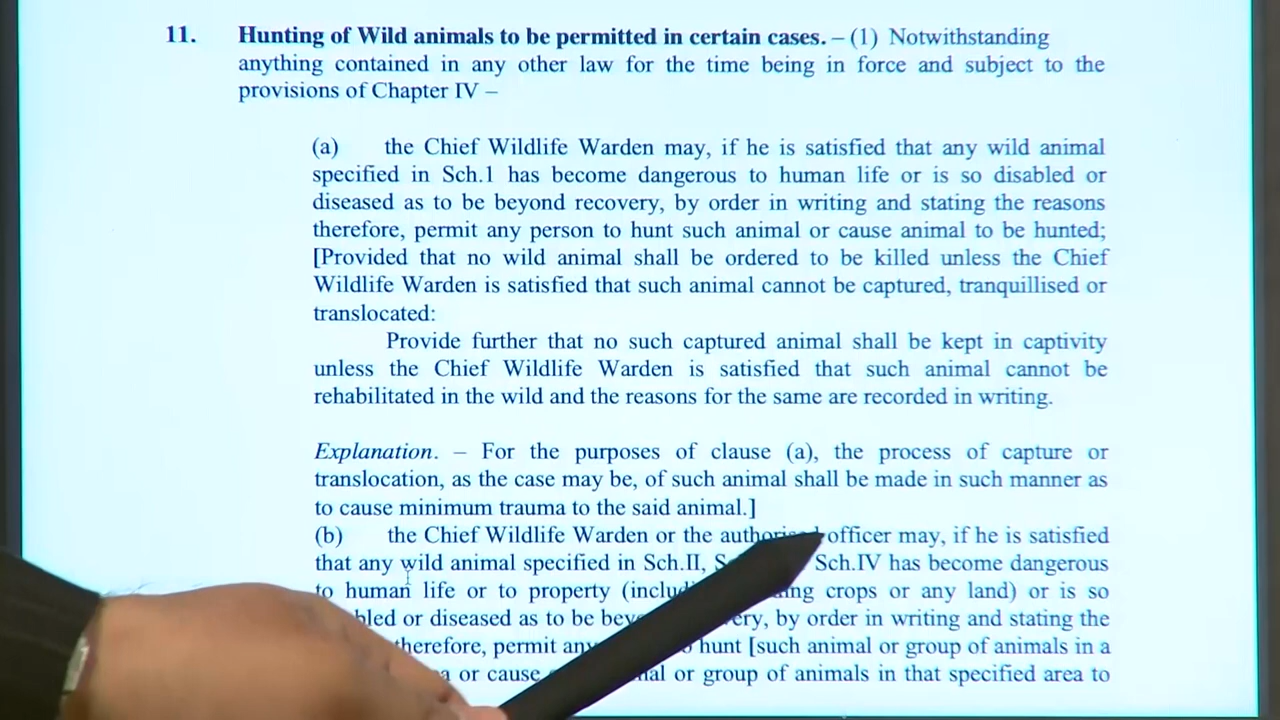 11. Hunting of Wild animals to be permitted in certain cases. – (1) Notwithstanding
anything contained in any other law for the time being in force and subject to the
provisions of Chapter IV –
(a) the Chief Wildlife Warden may, if he is satisfied that any wild animal
specified in Sch.1 has become dangerous to human life or is so disabled or
diseased as to be beyond recovery, by order in writing and stating the reasons
therefore, permit any person to hunt such animal or cause animal to be hunted;
[Provided that no wild animal shall be ordered to be killed unless the Chief
Wildlife Warden is satisfied that such animal cannot be captured, tranquillised or
translocated:
Provide further that no such captured animal shall be kept in captivity
unless the Chief Wildlife Warden is satisfied that such animal cannot be
rehabilitated in the wild and the reasons for the same are recorded in writing.
Explanation. – For the purposes of clause (a), the process of capture or
translocation, as the case may be, of such animal shall be made in such manner as
to cause minimum trauma to the said animal.]
(b) the Chief Wildlife Warden or the officer may, if he is satisfied
that any wild animal specified in Sch.II, Sch.IV has become dangerous
to human life or to property crops or any land) or is so
or diseased as to be by order in writing and stating the
permit hunt [such animal or group of animals in a
or cause or group of animals in that specified area to